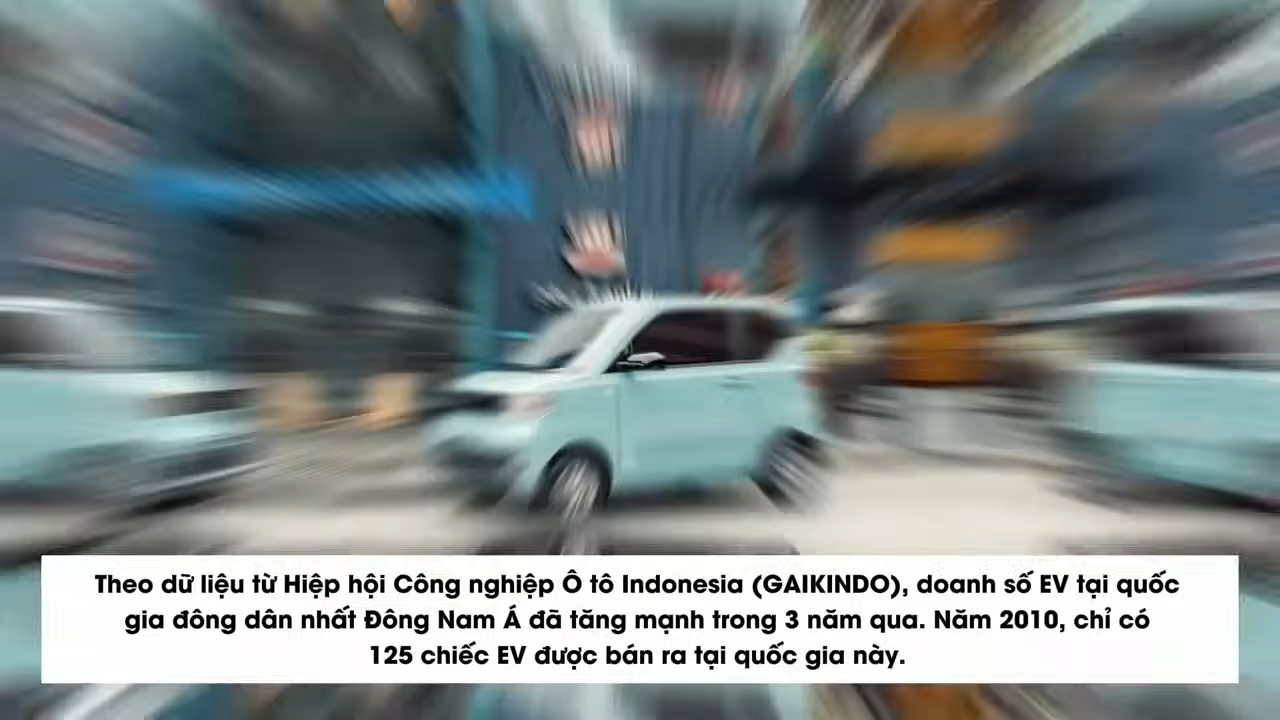 Theo dữ liệu từ Hiệp hội Công nghiệp Ô tô Indonesia (GAIKINDO), doanh số EV tại quốc
gia đông dân nhất Đông Nam Á đã tăng mạnh trong 3 năm qua. Năm 2010, chỉ có
125 chiếc EV được bán ra tại quốc gia này.